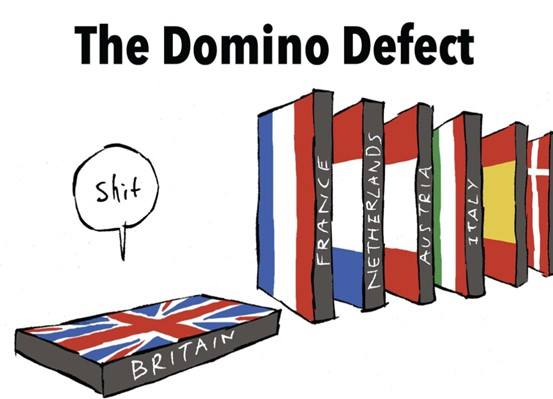 The Domino Defect
Shit
BRITAIN
FRANCE
NETHERLANDS
AUSTRIA
ITALY